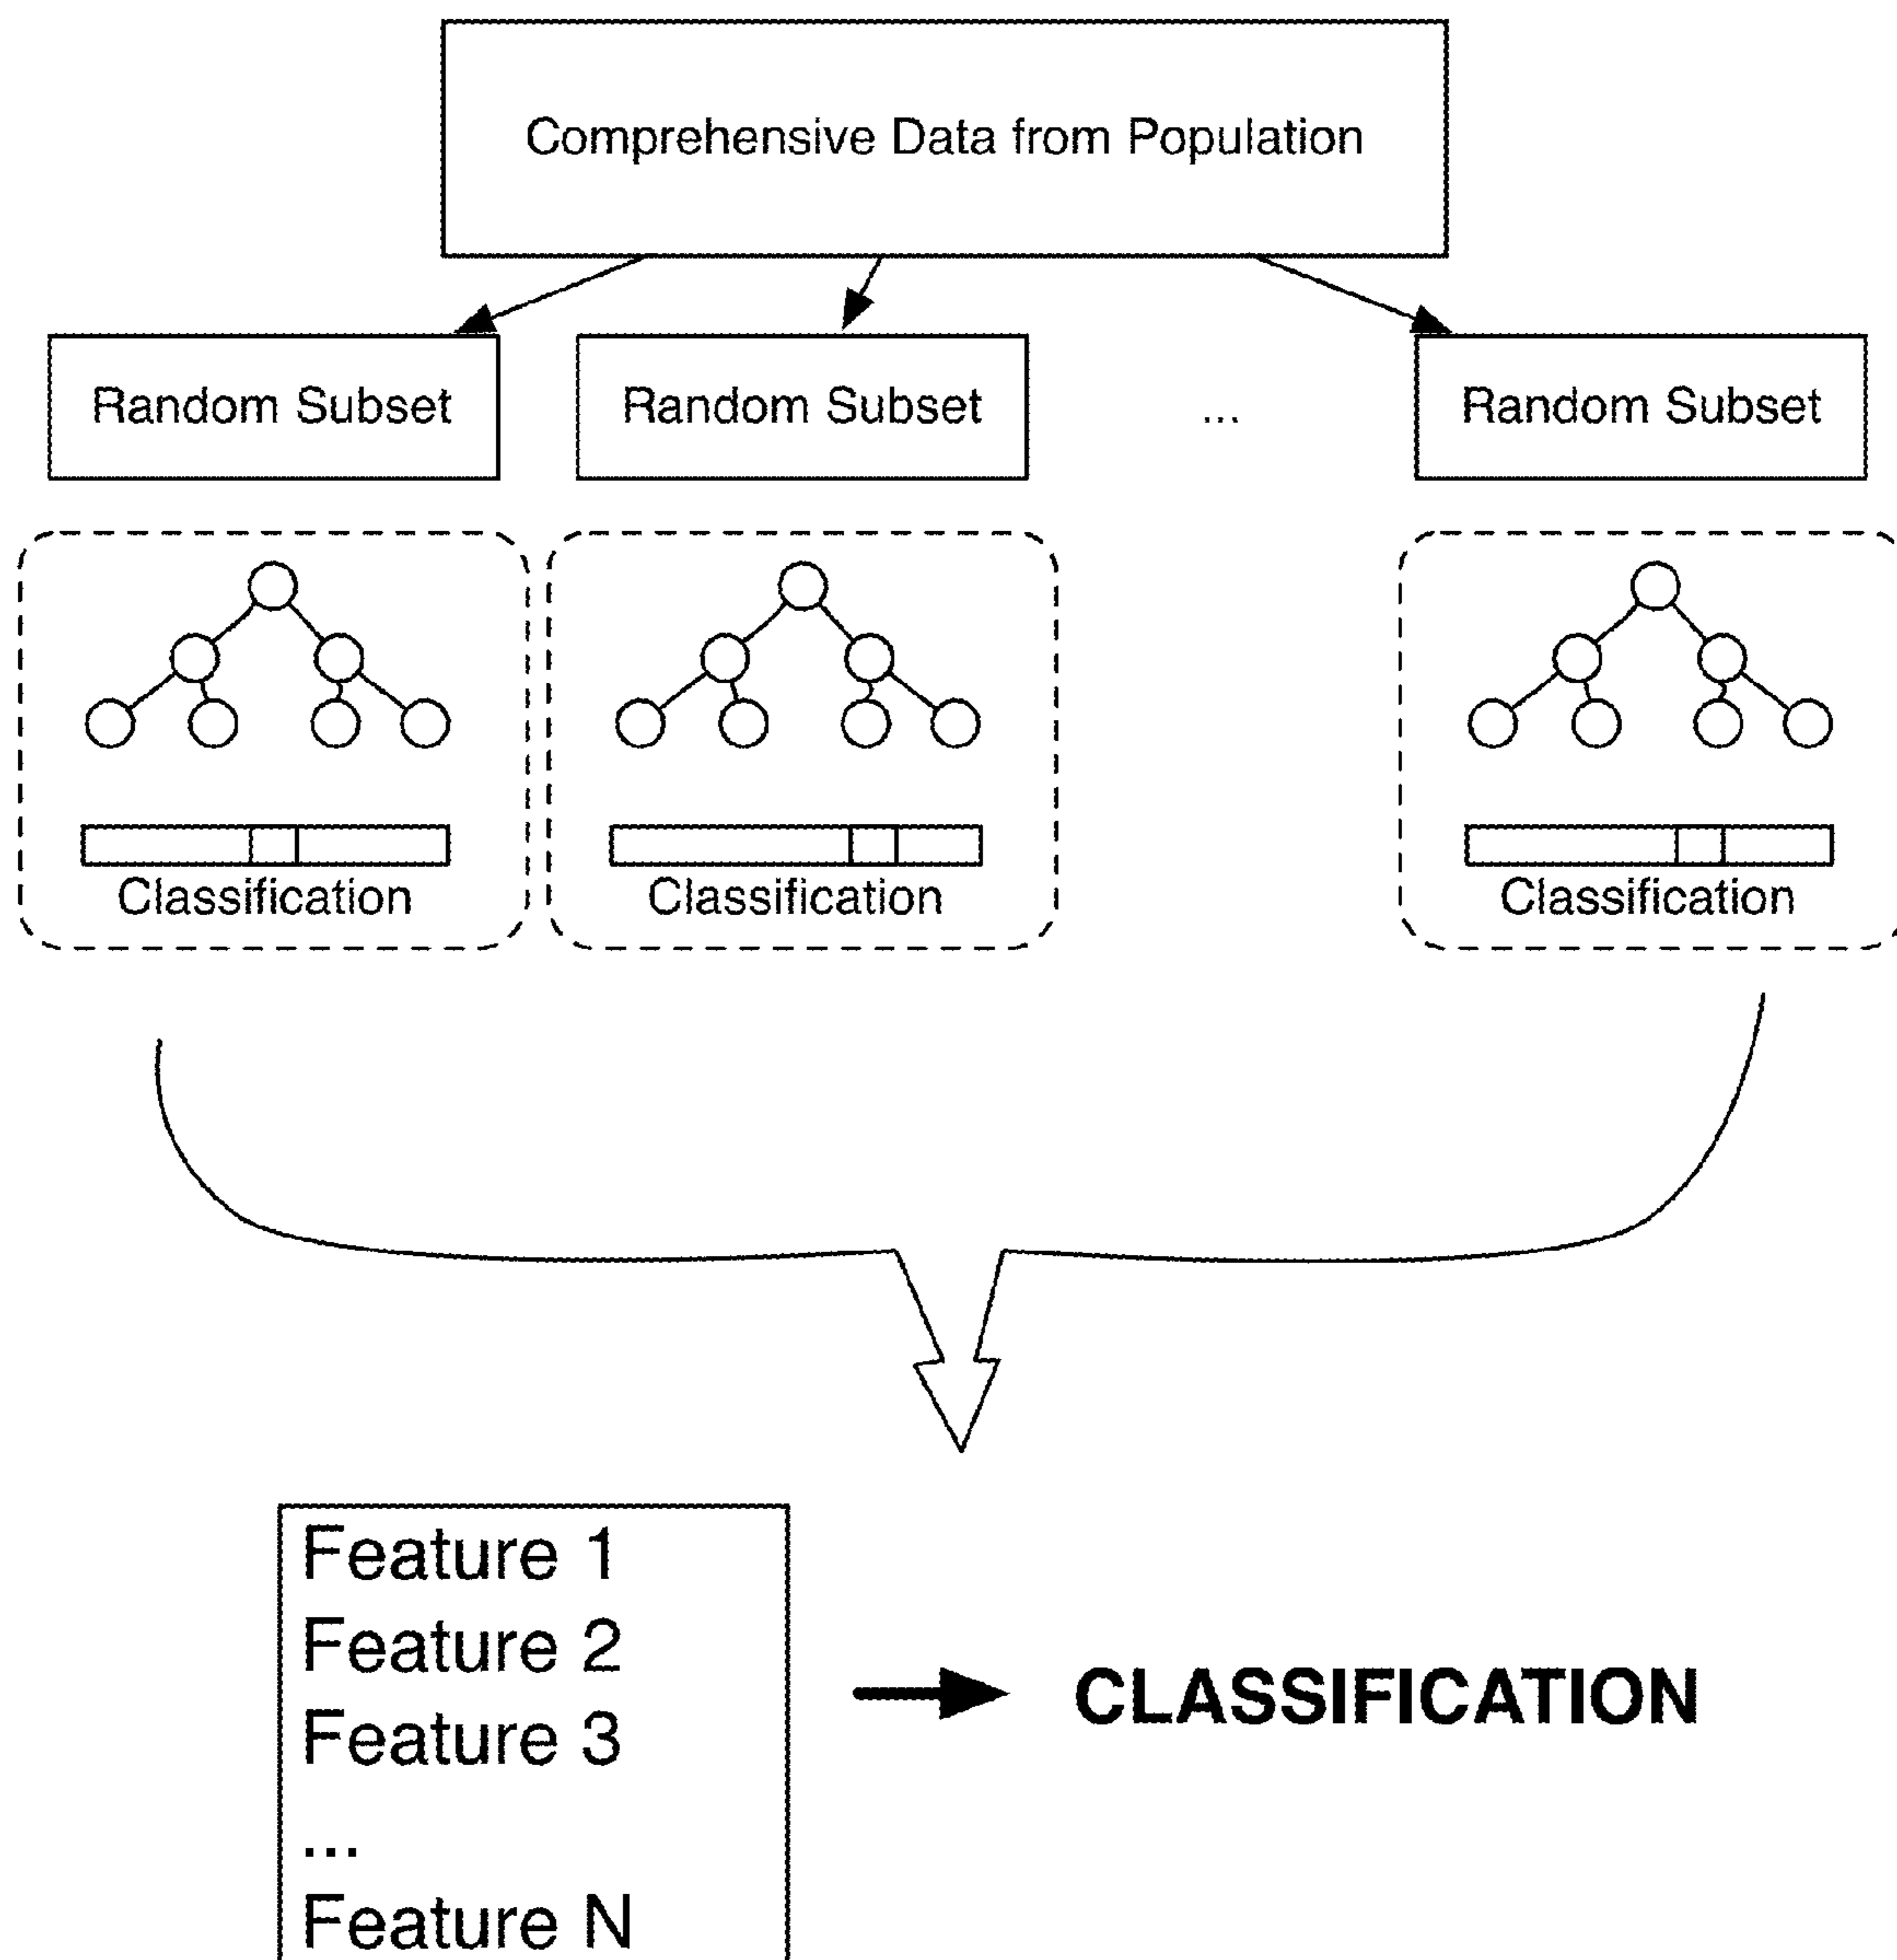 Comprehensive Data from Population
Random Subset
Random Subset
...
Random Subset
Classification
Classification
Classification
Feature 1
Feature 2
Feature 3
...
Feature N
CLASSIFICATION